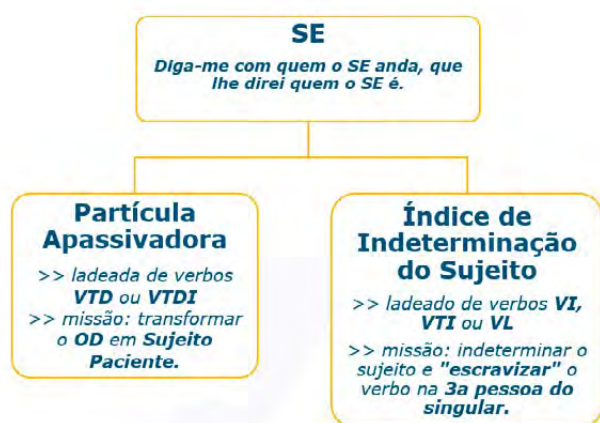 SE
Diga-me com quem o SE anda, que
lhe direi quem o SE é.
Partícula
Apassivadora
>> ladeada de verbos
VTD ou VTDI
>> missão: transformar
o OD em Sujeito
Paciente.
Índice de
Indeterminação
do Sujeito
>> ladeado de verbos VI,
VTI ou VL
>> missão: indeterminar o
sujeito e "escravizar" o
verbo na 3a pessoa do
singular.